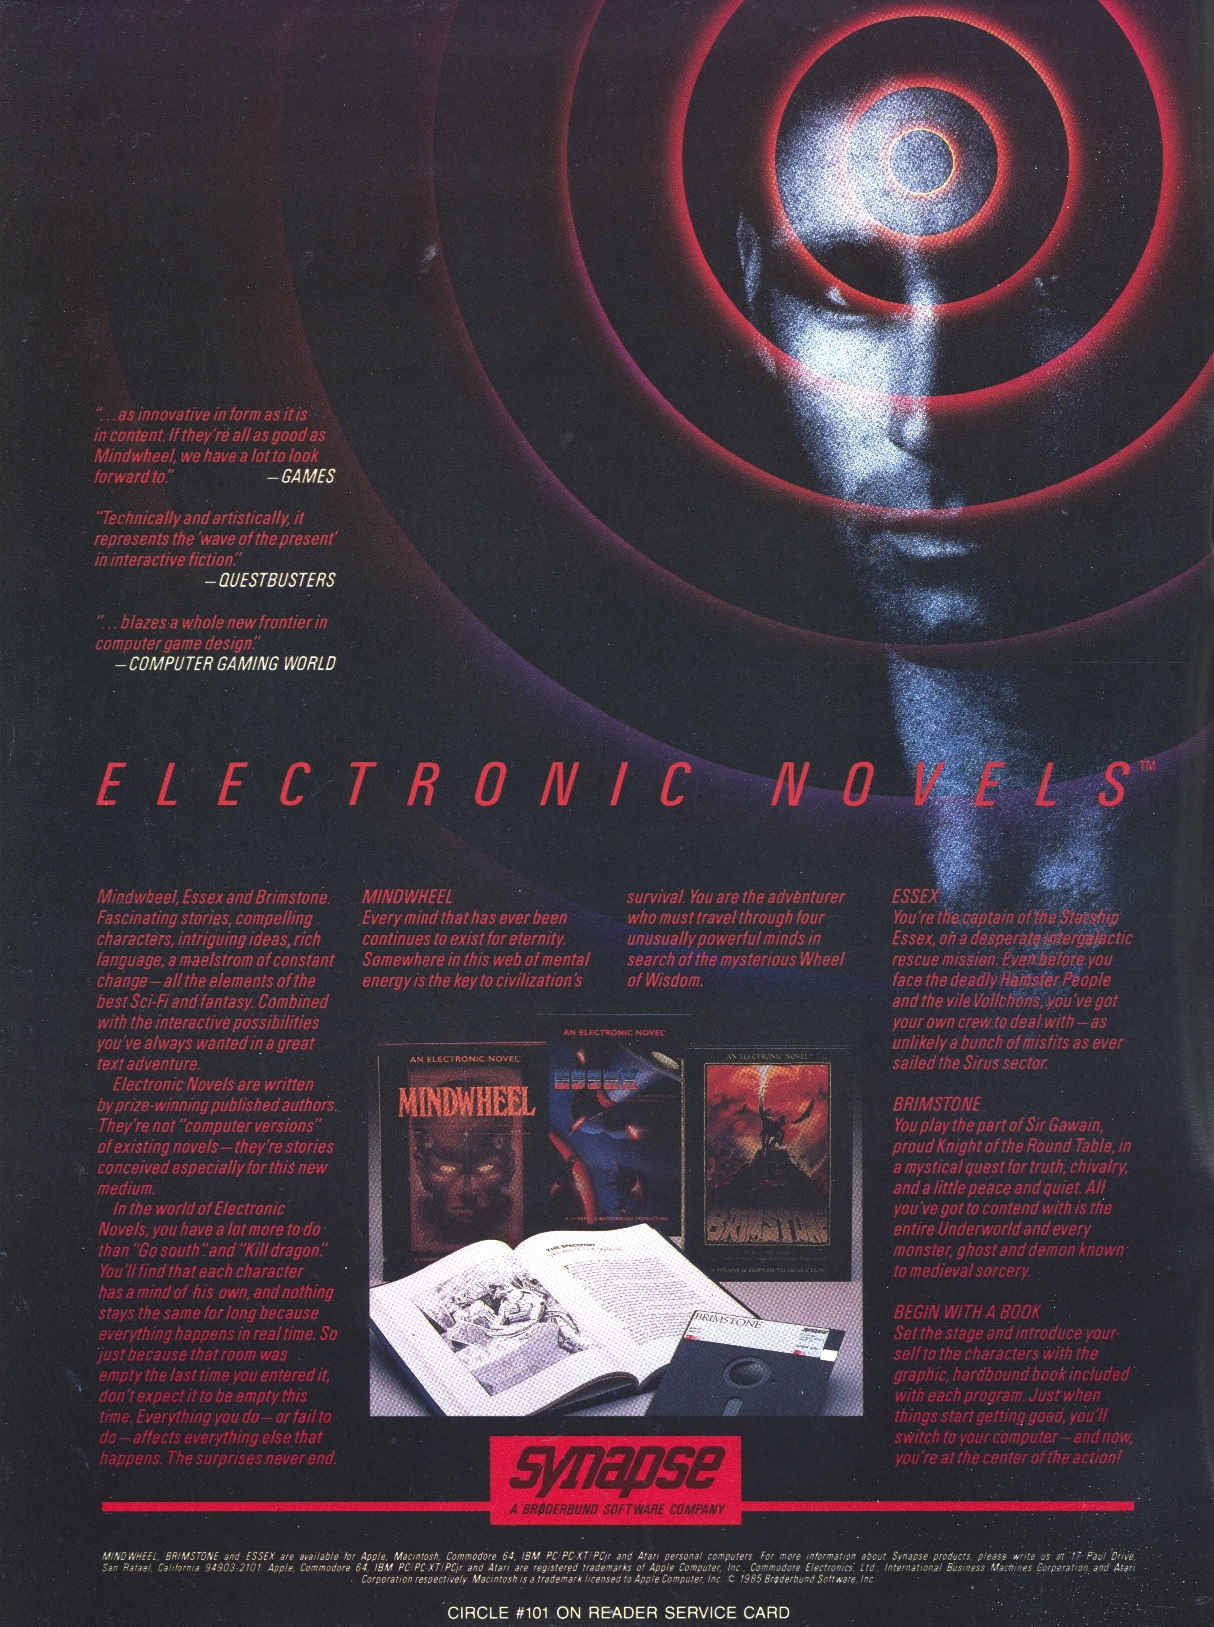 "...as innovative in form as it is
in content. If they're all as good as
Mindwheel, we have a lot to look
forward to." —GAMES
"Technically and artistically, it
represents the 'wave of the present'
in interactive fiction."
—QUESTBUSTERS
"...blazes a whole new frontier in
computer game design."
—COMPUTER GAMING WORLD
ELECTRONIC NOVELS™
Mindwheel, Essex and Brimstone.
Fascinating stories, compelling
characters, intriguing ideas, rich
language, a maelstrom of constant
change—all the elements of the
best Sci-Fi and fantasy. Combined
with the interactive possibilities
you've always wanted in a great
text adventure.
Electronic Novels are written
by prize-winning published authors.
They're not "computer versions"
of existing novels—they're stories
conceived especially for this new
medium.
In the world of Electronic
Novels, you have a lot more to do
than "Go south" and "Kill dragon."
You'll find that each character
has a mind of his own, and nothing
stays the same for long because
everything happens in real time. So
just because that room was
empty the last time you entered it,
don't expect it to be empty this
time. Everything you do—or fail to
do—affects everything else that
happens. The surprises never end.
MINDWHEEL
Every mind that has ever been
continues to exist for eternity.
Somewhere in this web of mental
energy is the key to civilization's
survival. You are the adventurer
who must travel through four
unusually powerful minds in
search of the mysterious Wheel
of Wisdom.
ESSEX
You're the captain of the Starship
Essex, on a desperate intergalactic
rescue mission. Even before you
face the deadly Hamster People
and the vile Vollchons, you've got
your own crew to deal with—as
unlikely a bunch of misfits as ever
sailed the Sirus sector.
BRIMSTONE
You play the part of Sir Gawain,
proud Knight of the Round Table, in
a mystical quest for truth, chivalry,
and a little peace and quiet. All
you've got to contend with is the
entire Underworld and every
monster, ghost and demon known
to medieval sorcery.
BEGIN WITH A BOOK
Set the stage and introduce your-
self to the characters with the
graphic, hardbound book included
with each program. Just when
things start getting good, you'll
switch to your computer—and now,
you're at the center of the action!
AN ELECTRONIC NOVEL
MINDWHEEL
AN ELECTRONIC NOVEL
ESSEX
A SYNAPSE & BRODERBUND PRODUCTION
AN ELECTRONIC NOVEL
BRIMSTONE
THE SPACEPORT
BRIMSTONE
synapse
A BRØDERBUND SOFTWARE COMPANY
MINDWHEEL, BRIMSTONE and ESSEX are available for Apple, Macintosh, Commodore 64, IBM PC/PC-XT/PCjr and Atari personal computers. For more information about Synapse products, please write us at 17 Paul Drive,
San Rafael, California 94903-2101. Apple, Commodore 64, IBM PC/PC-XT/PCjr and Atari are registered trademarks of Apple Computer, Inc., Commodore Electronics, Ltd., International Business Machines Corporation and Atari
Corporation respectively. Macintosh is a trademark licensed to Apple Computer, Inc. © 1985 Brøderbund Software, Inc.
CIRCLE #101 ON READER SERVICE CARD